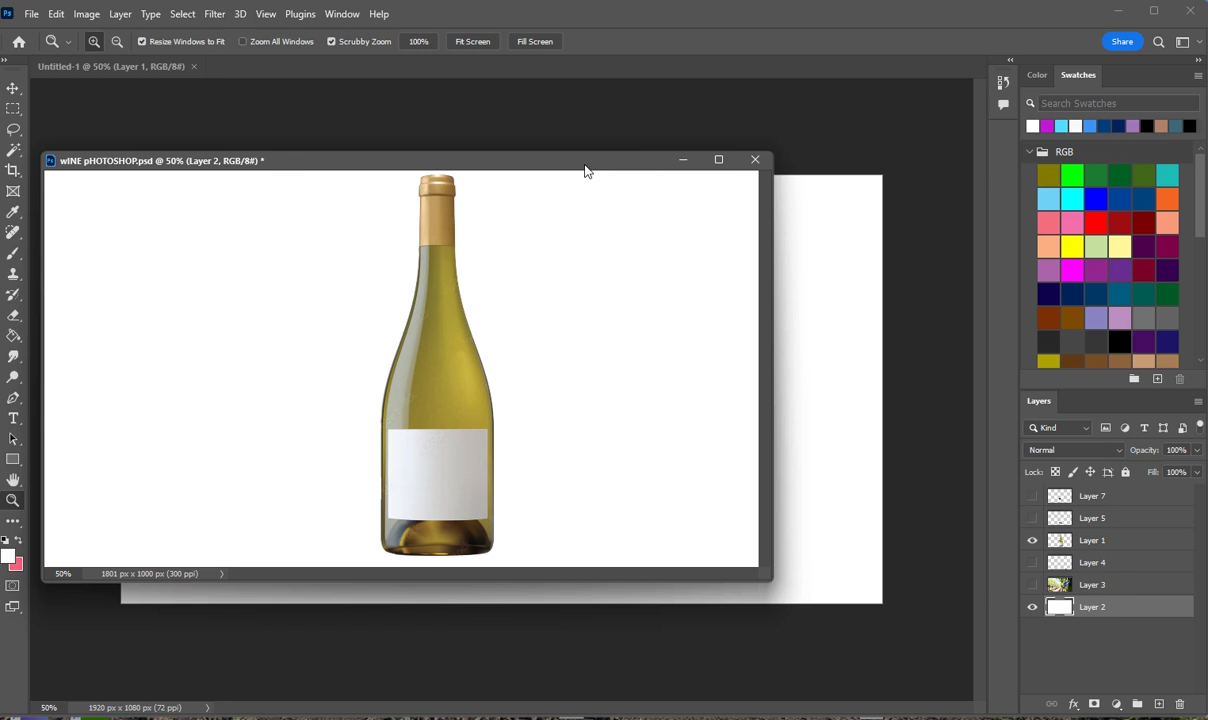 Ps File Edit Image Layer Type Select Filter 3D View Plugins Window Help
Resize Windows to Fit Zoom All Windows Scrubby Zoom 100% Fit Screen Fill Screen Share
Untitled-1 @ 50% (Layer 1, RGB/8#) ×
Color Swatches
Search Swatches
RGB
Ps wINE pHOTOSHOP.psd @ 50% (Layer 2, RGB/8#) *
Layers
Kind
Normal Opacity: 100%
Lock: Fill: 100%
Layer 7
Layer 5
Layer 1
Layer 4
Layer 3
Layer 2
50% 1801 px x 1000 px (300 ppi)
50% 1920 px x 1080 px (72 ppi)